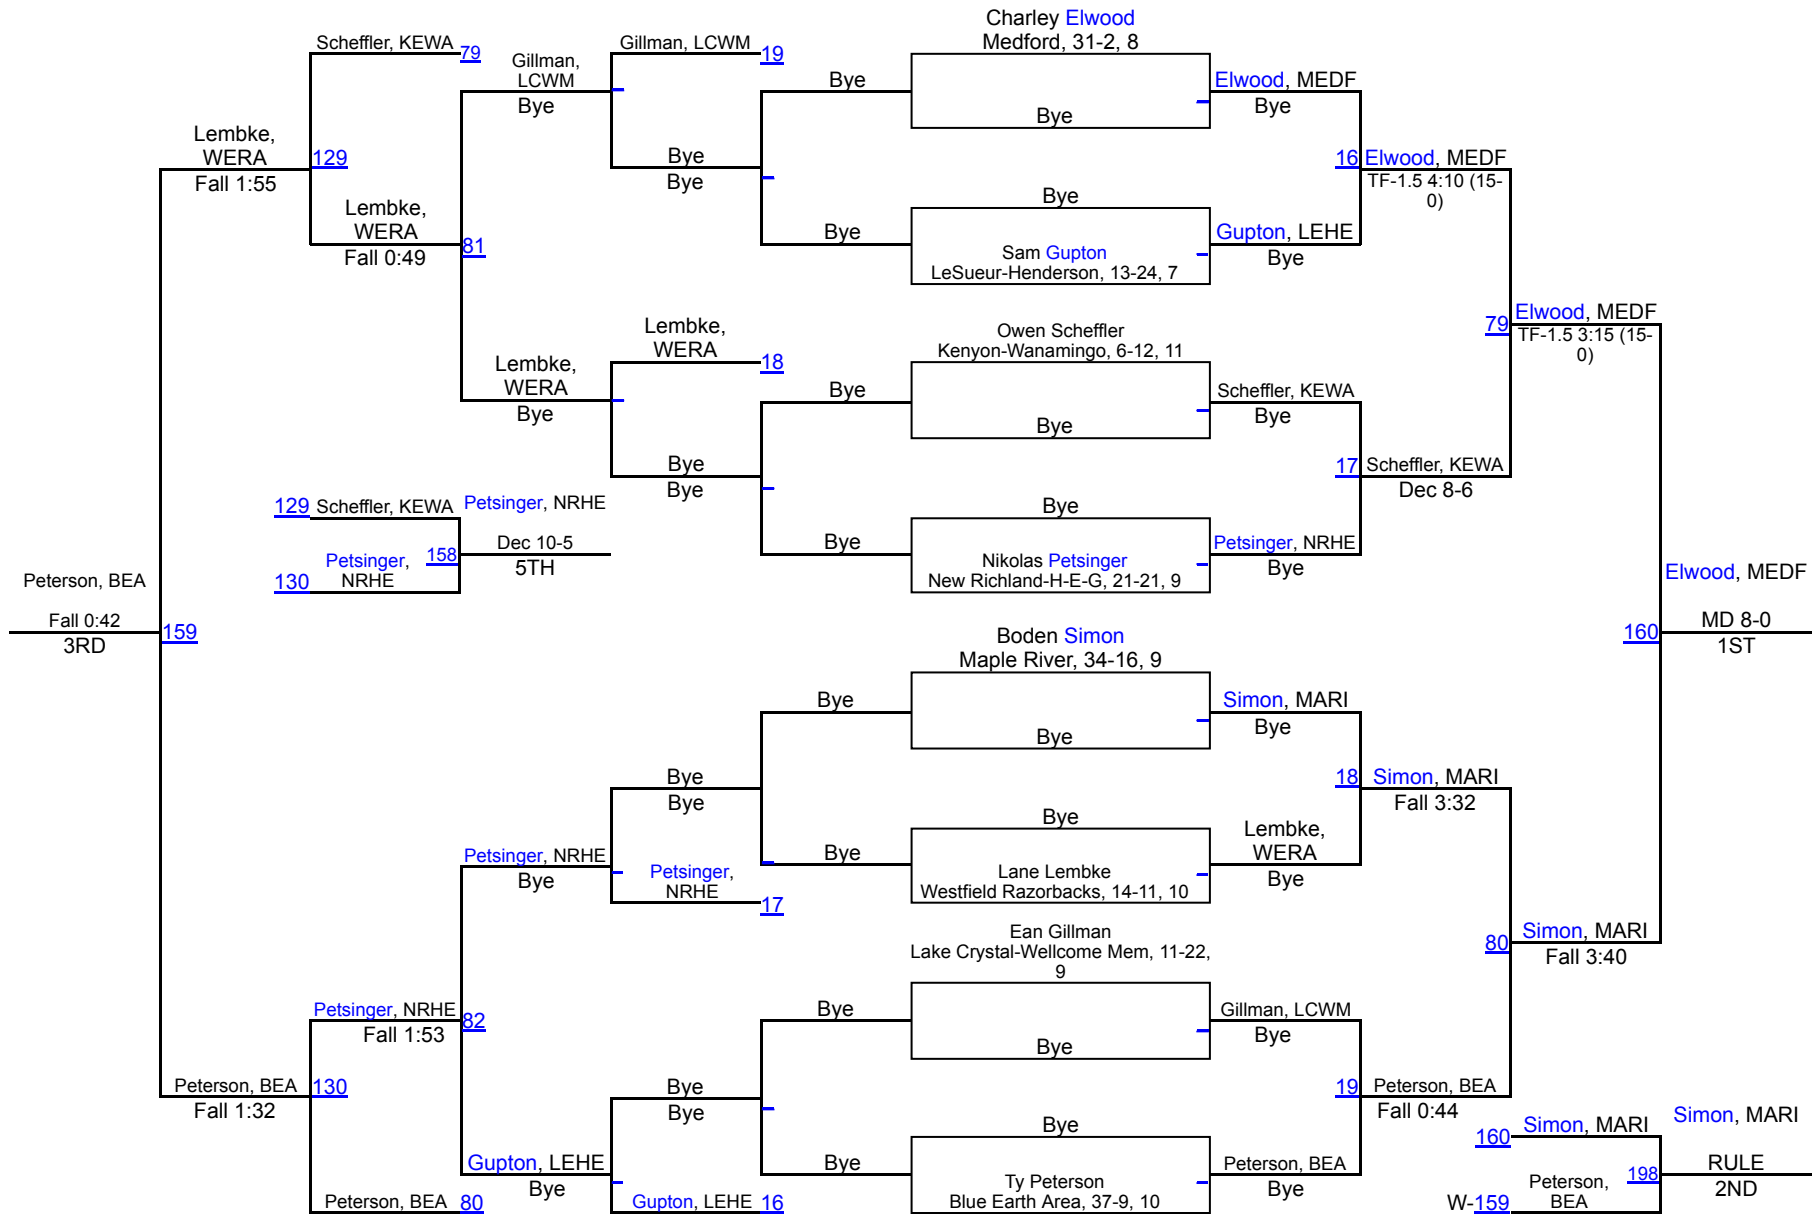 Charley Elwood
Medford, 31-2, 8
Scheffler, KEWA 79
Gillman, LCWM 19
Gillman,
LCWM
Bye
Bye
Elwood, MEDF
Bye
Bye
Lembke,
WERA
Fall 1:55
129
Bye
Bye
16 Elwood, MEDF
TF-1.5 4:10 (15-
0)
Lembke,
WERA
Fall 0:49
81
Bye
Bye
Sam Gupton
LeSueur-Henderson, 13-24, 7
Gupton, LEHE
Bye
79 Elwood, MEDF
TF-1.5 3:15 (15-
0)
Lembke,
WERA
18
Owen Scheffler
Kenyon-Wanamingo, 6-12, 11
Lembke,
WERA
Bye
Bye
Bye
Scheffler, KEWA
Bye
Bye
Bye
17 Scheffler, KEWA
Dec 8-6
129 Scheffler, KEWA
Petsinger, NRHE
Dec 10-5
5TH
Petsinger,
NRHE
158
130
Bye
Bye
Nikolas Petsinger
New Richland-H-E-G, 21-21, 9
Petsinger, NRHE
Bye
Peterson, BEA
Fall 0:42
3RD
159
Elwood, MEDF
MD 8-0
1ST
160
Boden Simon
Maple River, 34-16, 9
Bye
Bye
Simon, MARI
Bye
Bye
Bye
18 Simon, MARI
Fall 3:32
Petsinger, NRHE
Bye
Petsinger,
NRHE
17
Bye
Bye
Lane Lembke
Westfield Razorbacks, 14-11, 10
Lembke,
WERA
Bye
80 Simon, MARI
Fall 3:40
Ean Gillman
Lake Crystal-Wellcome Mem, 11-22,
9
Petsinger, NRHE
Fall 1:53
82
Bye
Bye
Gillman, LCWM
Bye
Peterson, BEA
Fall 1:32
130
Bye
Bye
19 Peterson, BEA
Fall 0:44
Gupton, LEHE
Bye
Bye
Bye
Ty Peterson
Blue Earth Area, 37-9, 10
Peterson, BEA
Bye
Peterson, BEA 80
Gupton, LEHE 16
160 Simon, MARI
Simon, MARI
RULE
2ND
198
Peterson,
BEA
W-159